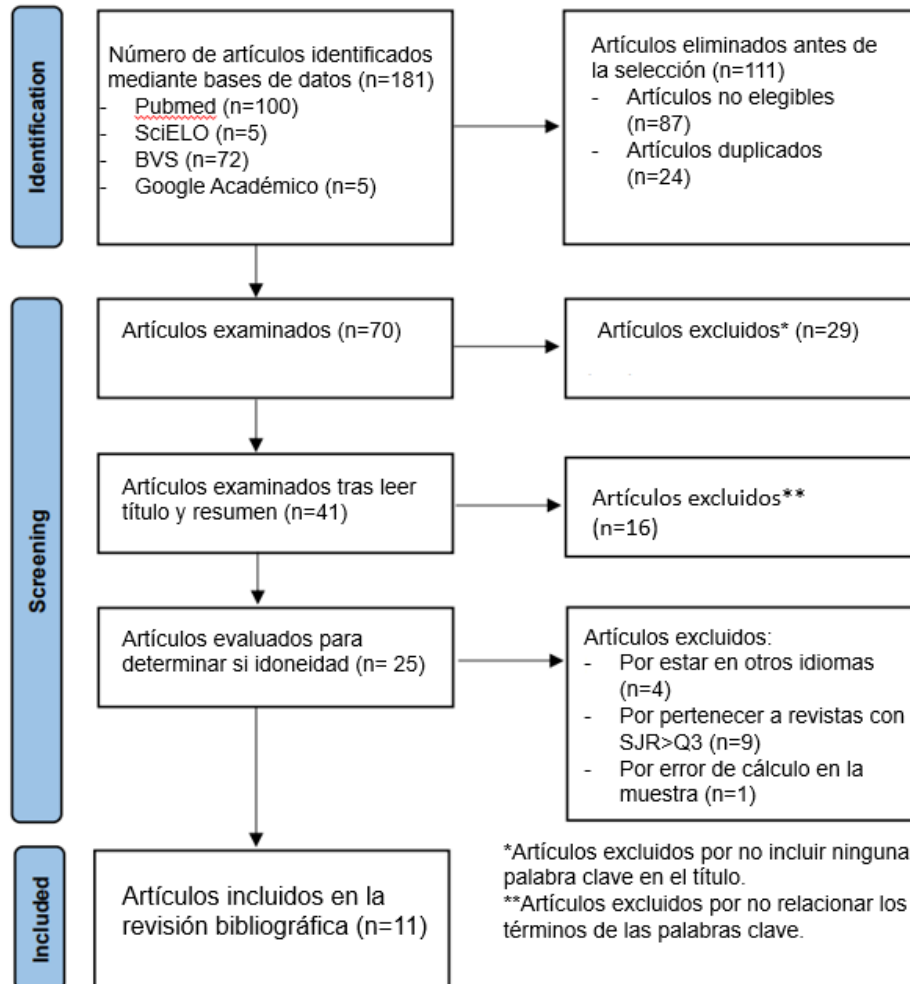 Identification
Número de artículos identificados
mediante bases de datos (n=181)
- Pubmed (n=100)
- SciELO (n=5)
- BVS (n=72)
- Google Académico (n=5)
Artículos eliminados antes de
la selección (n=111)
- Artículos no elegibles
(n=87)
- Artículos duplicados
(n=24)
Screening
Artículos examinados (n=70)
Artículos excluidos* (n=29)
Artículos examinados tras leer
título y resumen (n=41)
Artículos excluidos**
(n=16)
Artículos evaluados para
determinar si idoneidad (n= 25)
Artículos excluidos:
- Por estar en otros idiomas
(n=4)
- Por pertenecer a revistas con
SJR>Q3 (n=9)
- Por error de cálculo en la
muestra (n=1)
Included
Artículos incluidos en la
revisión bibliográfica (n=11)
*Artículos excluidos por no incluir ninguna
palabra clave en el título.
**Artículos excluidos por no relacionar los
términos de las palabras clave.